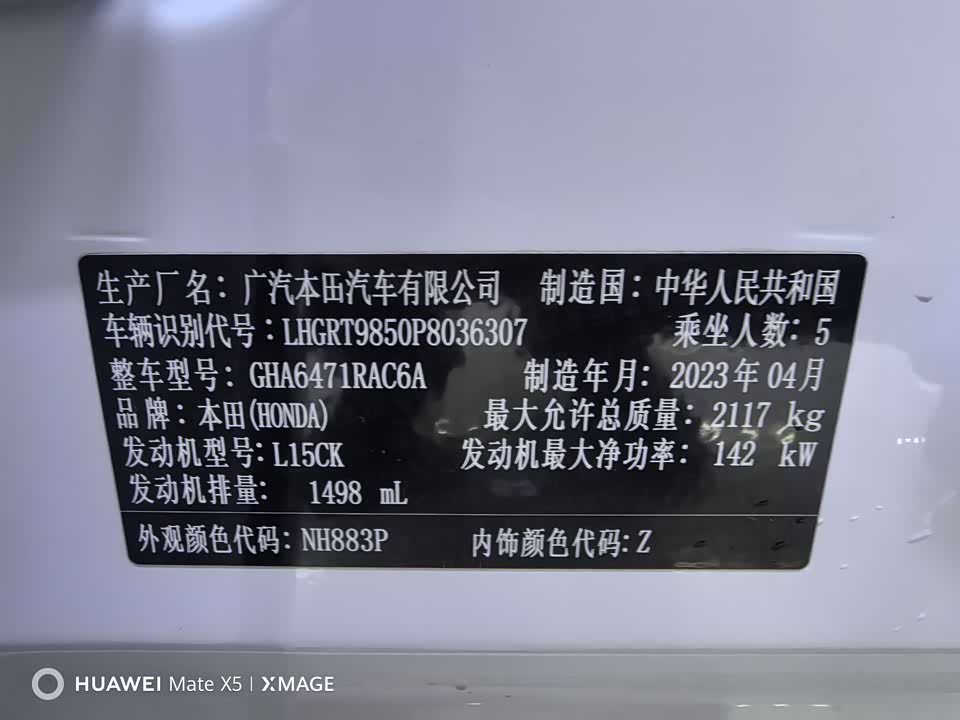 生产厂名：广汽本田汽车有限公司 制造国：中华人民共和国
车辆识别代号：LHGRT9850P8036307 乘坐人数：5
整车型号：GHA6471RAC6A 制造年月：2023年04月
品牌：本田(HONDA) 最大允许总质量：2117 kg
发动机型号：L15CK 发动机最大净功率：142 kW
发动机排量：1498 mL
外观颜色代码：NH883P 内饰颜色代码：Z
HUAWEI Mate X5 | XMAGE